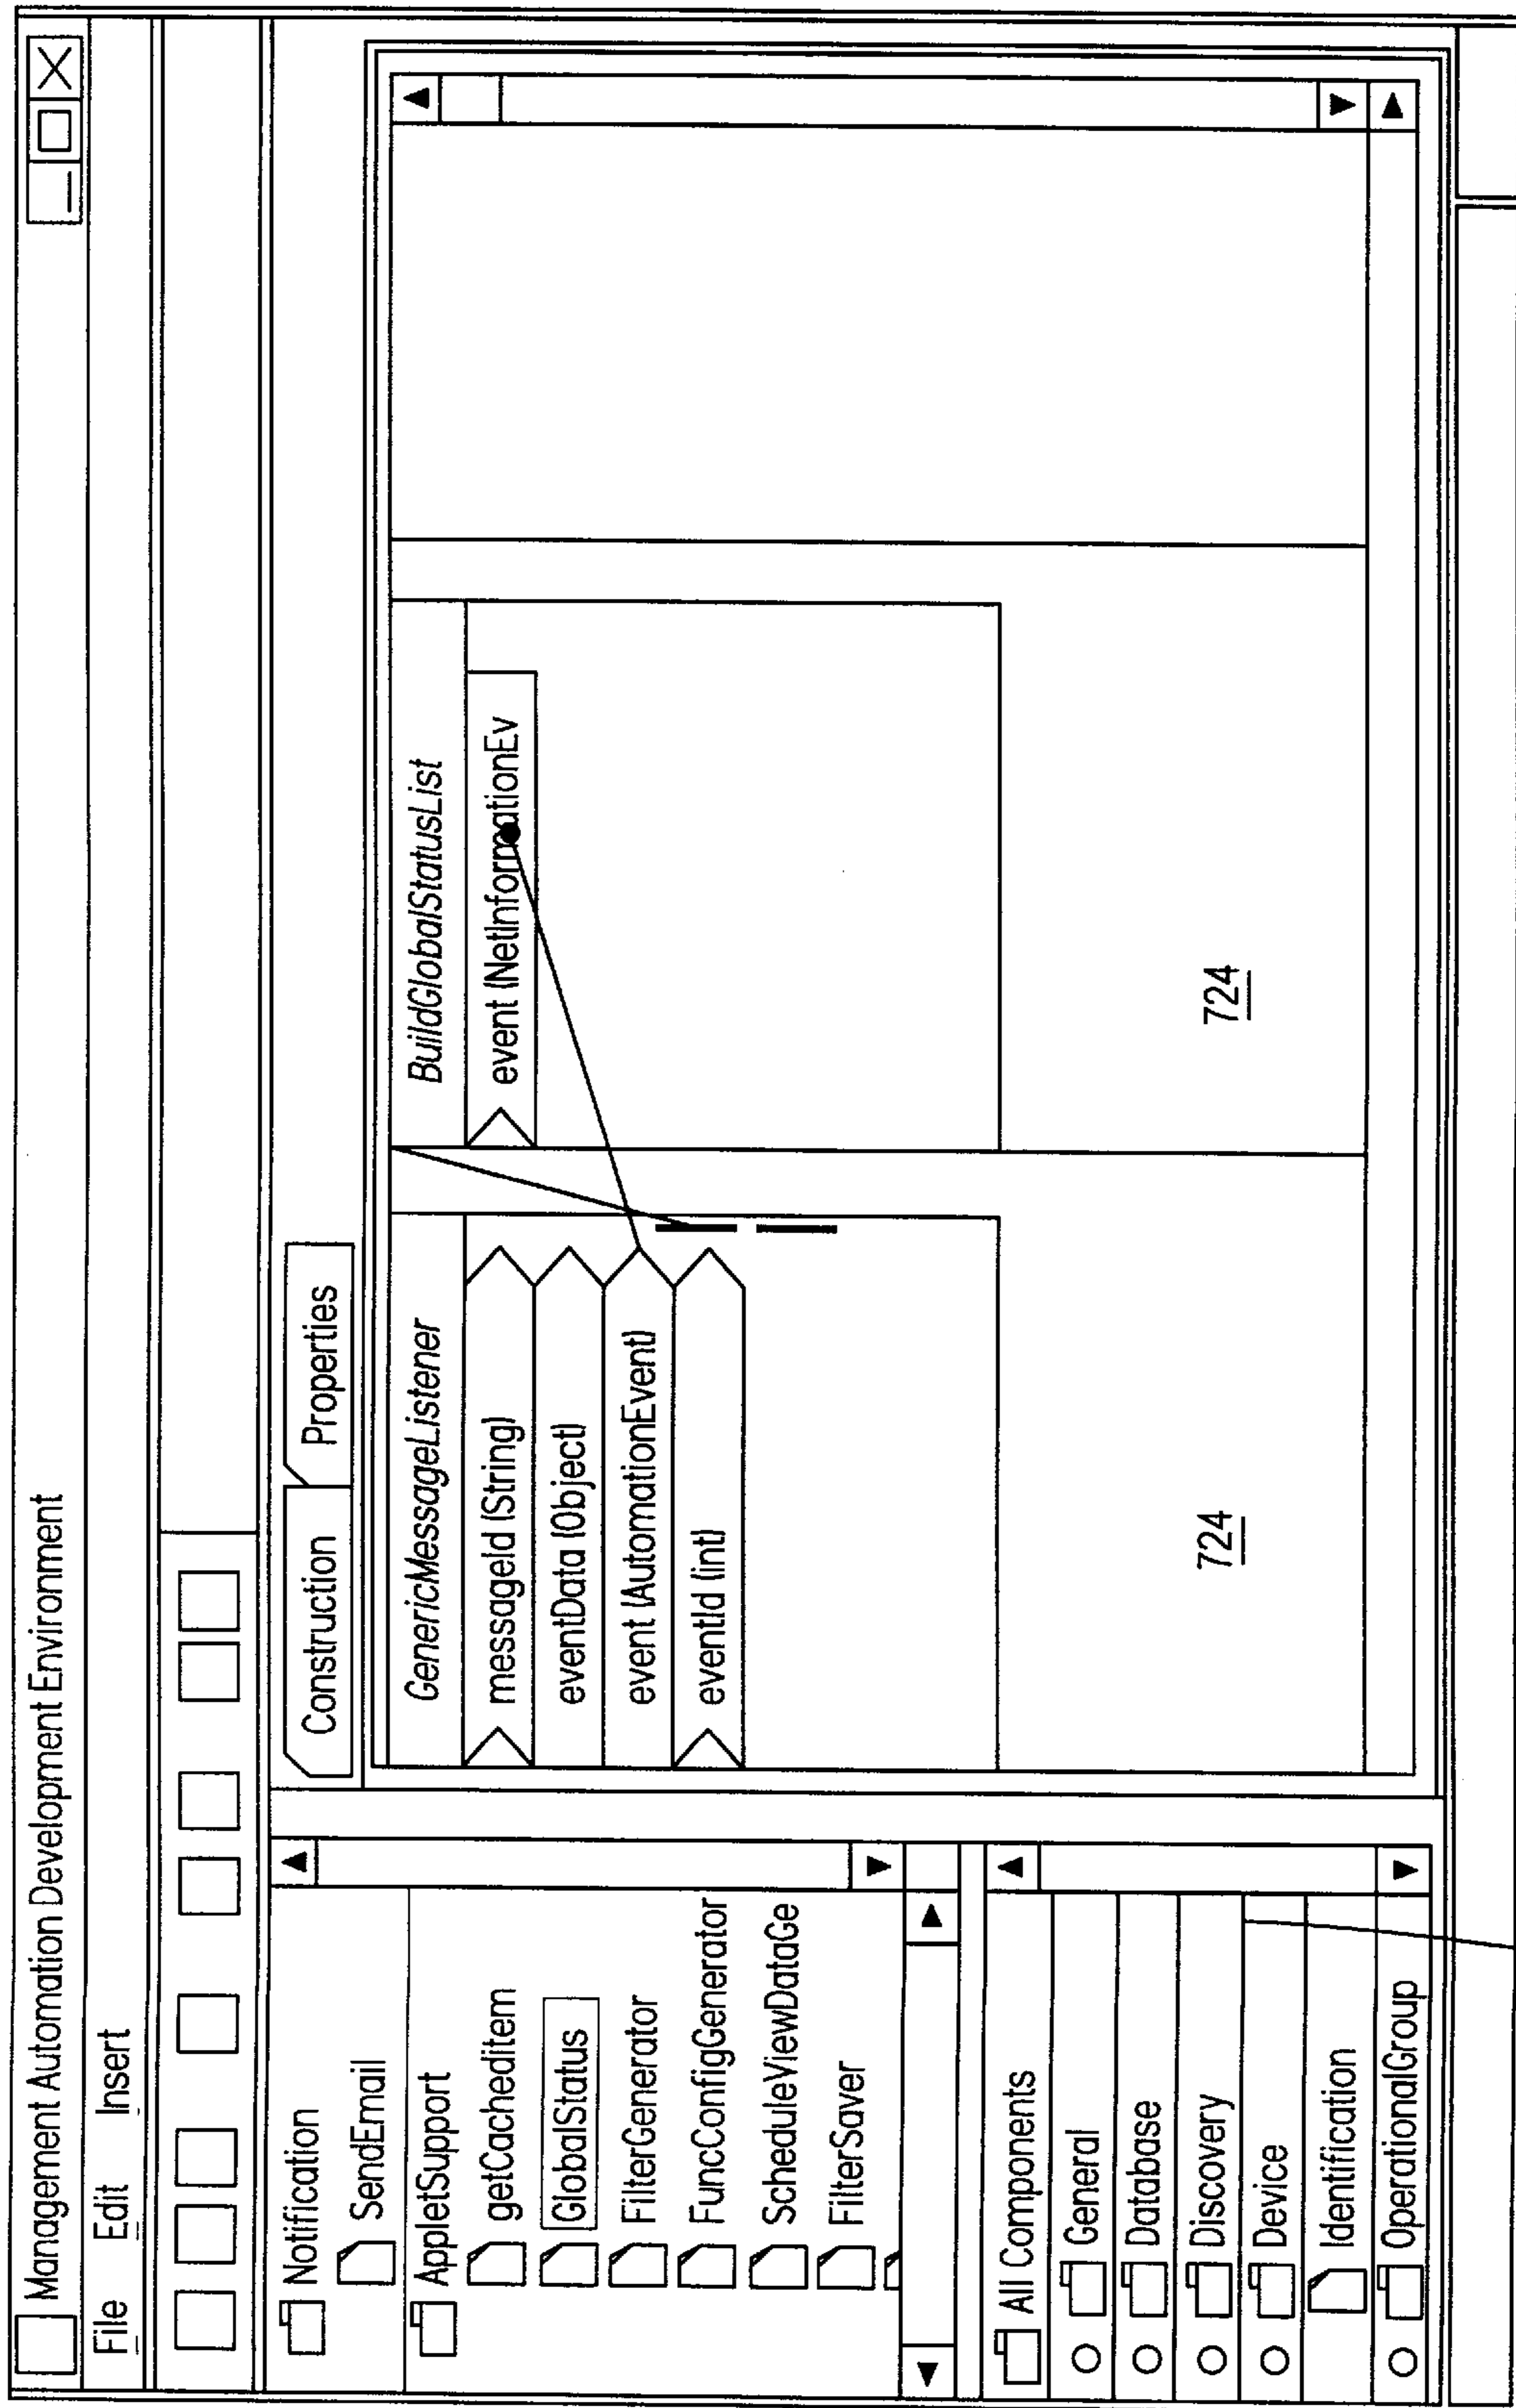 Management Automation Development Environment
File Edit Insert
Notification
SendEmail
AppletSupport
getCacheditem
GlobalStatus
FilterGenerator
FuncConfigGenerator
ScheduleViewDataGe
FilterSaver
All Components
General
Database
Discovery
Device
Identification
OperationalGroup
Construction
Properties
GenericMessageListener
messageId (String)
eventData (Object)
event (AutomationEvent)
eventId (int)
724
BuildGlobalStatusList
event (NetInformationEv
724